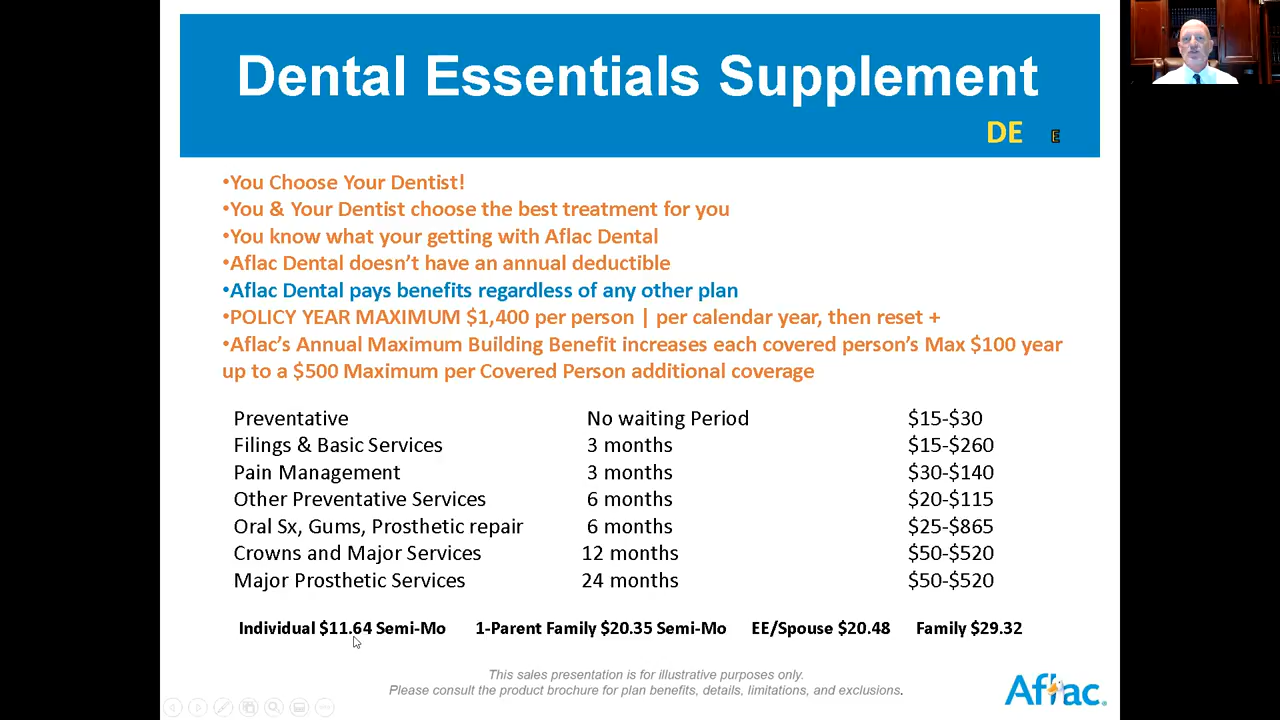 Dental Essentials Supplement
DE E
•You Choose Your Dentist!
•You & Your Dentist choose the best treatment for you
•You know what your getting with Aflac Dental
•Aflac Dental doesn't have an annual deductible
•Aflac Dental pays benefits regardless of any other plan
•POLICY YEAR MAXIMUM $1,400 per person | per calendar year, then reset +
•Aflac's Annual Maximum Building Benefit increases each covered person's Max $100 year
up to a $500 Maximum per Covered Person additional coverage
Preventative No waiting Period $15-$30
Filings & Basic Services 3 months $15-$260
Pain Management 3 months $30-$140
Other Preventative Services 6 months $20-$115
Oral Sx, Gums, Prosthetic repair 6 months $25-$865
Crowns and Major Services 12 months $50-$520
Major Prosthetic Services 24 months $50-$520
Individual $11.64 Semi-Mo 1-Parent Family $20.35 Semi-Mo EE/Spouse $20.48 Family $29.32
This sales presentation is for illustrative purposes only.
Please consult the product brochure for plan benefits, details, limitations, and exclusions.
Aflac.